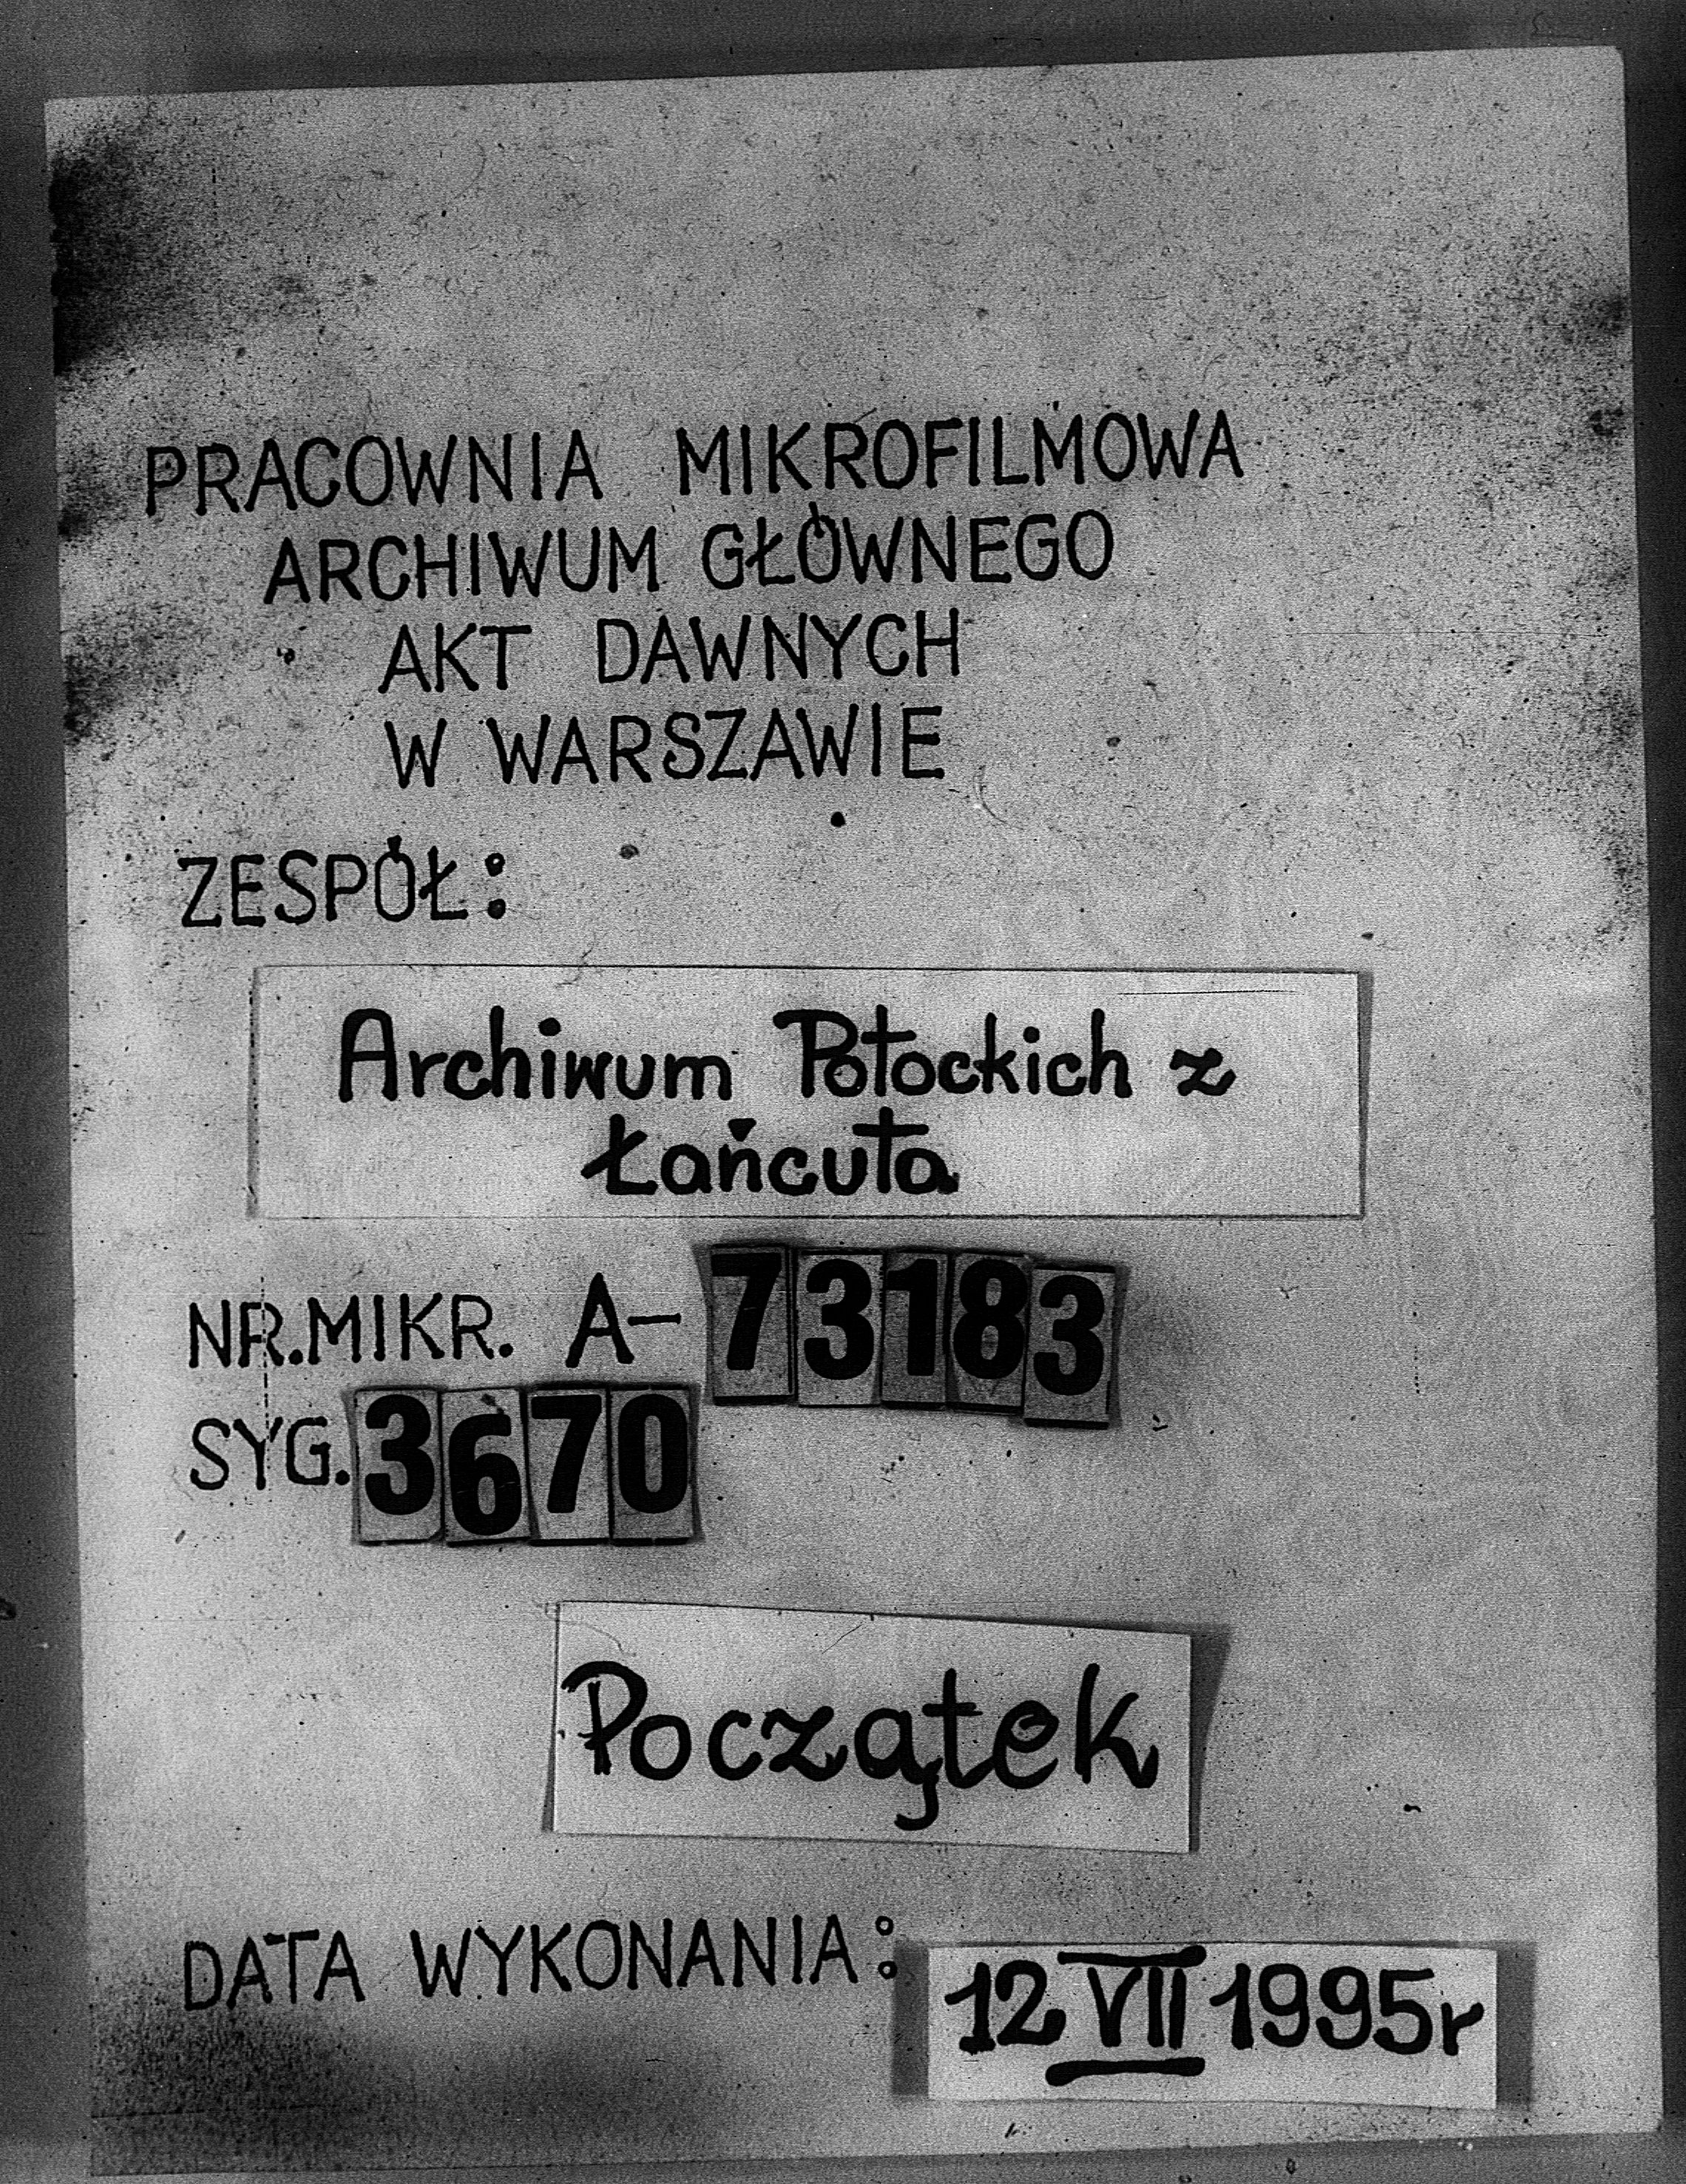 PRACOWNIA MIKROFILMOWA
ARCHIWUM GŁÓWNEGO
AKT DAWNYCH
W WARSZAWIE
ZESPÓŁ:
Archiwum Potockich z
Łańcuta
NR.MIKR. A- 73183
SYG. 3670
Początek
DATA WYKONANIA: 12 VII 1995r